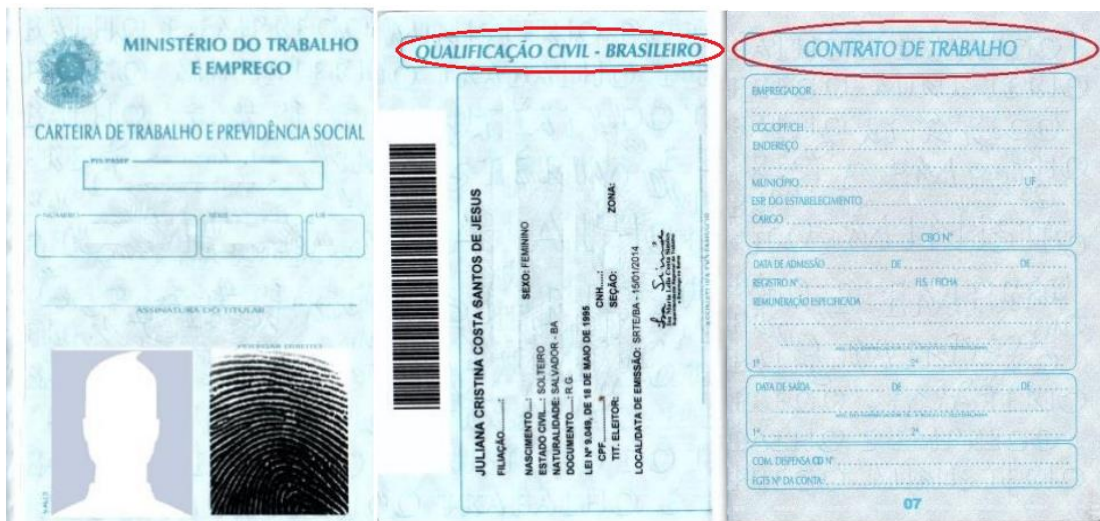 MINISTÉRIO DO TRABALHO
E EMPREGO
CARTEIRA DE TRABALHO E PREVIDÊNCIA SOCIAL
PIS/PASEP
NÚMERO SÉRIE UF
ASSINATURA DO TITULAR
POLEGAR DIREITO
QUALIFICAÇÃO CIVIL - BRASILEIRO
JULIANA CRISTINA COSTA SANTOS DE JESUS
FILIAÇÃO......:
NASCIMENTO....: SEXO: FEMININO
ESTADO CIVIL...: SOLTEIRO
NATURALIDADE: SALVADOR - BA
DOCUMENTO....: R.G.
LEI Nº 9.049, DE 18 DE MAIO DE 1995
CPF............: CNH......:
TIT. ELEITOR: SEÇÃO: ZONA:
LOCAL/DATA DE EMISSÃO: SRTE/BA - 15/01/2014
CONTRATO DE TRABALHO
EMPREGADOR
CGC/CPF/CEI
ENDEREÇO
MUNICÍPIO UF
ESP. DO ESTABELECIMENTO
CARGO
CBO Nº
DATA DE ADMISSÃO DE DE
REGISTRO Nº FLS. / FICHA
REMUNERAÇÃO ESPECIFICADA
1º 2º
DATA DE SAÍDA DE DE
1º 2º
COM. DISPENSA CD Nº
FGTS Nº DA CONTA:
07